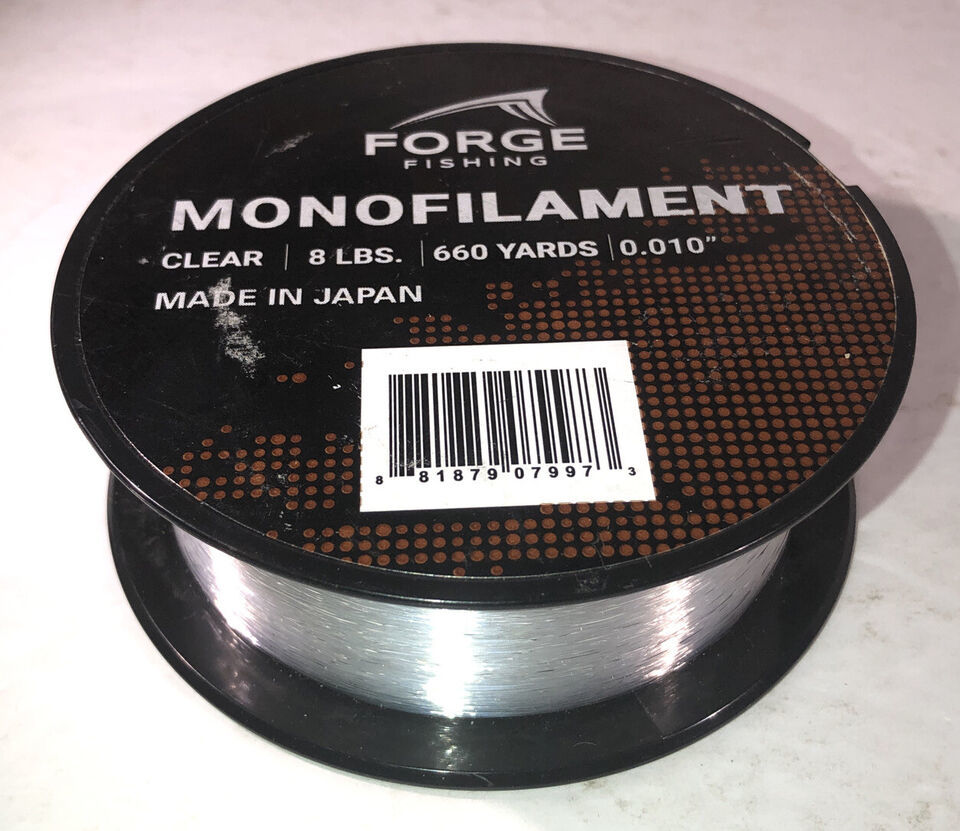 FORGE
FISHING
MONOFILAMENT
CLEAR | 8 LBS. | 660 YARDS | 0.010"
MADE IN JAPAN
8 81879 07997 3